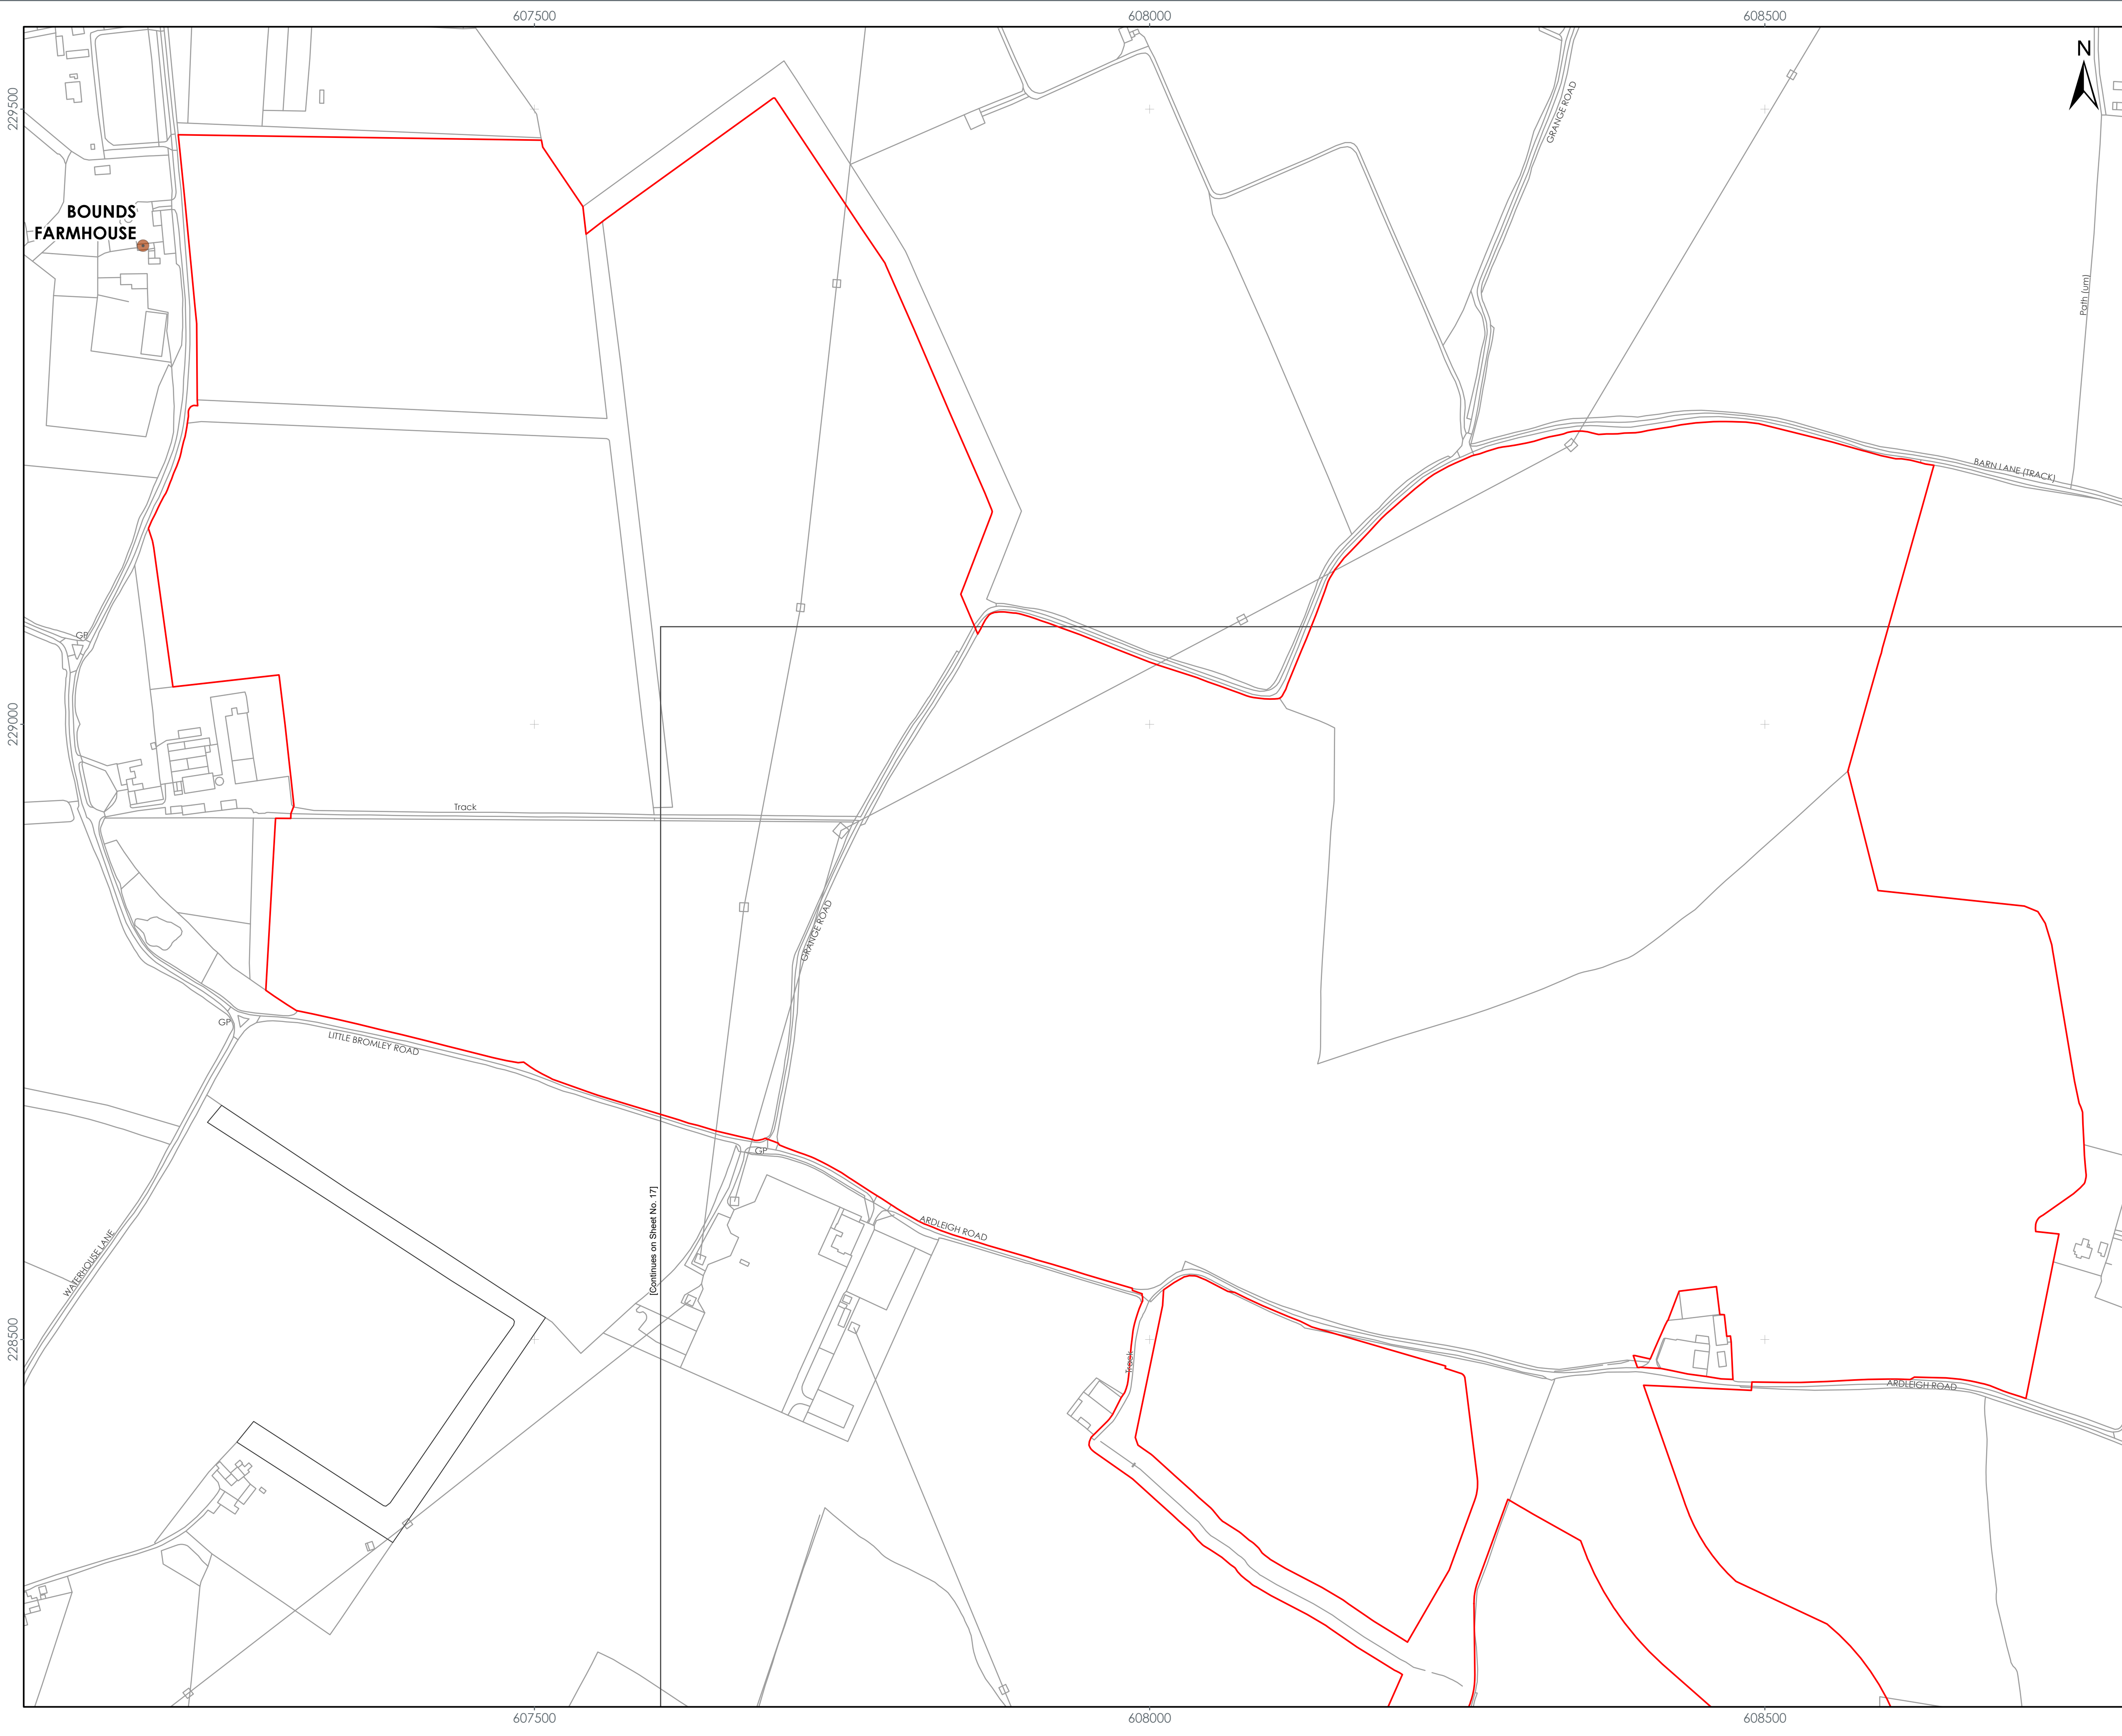 607500
608000
608500
N
229500
GRANGE ROAD
BOUNDS
FARMHOUSE
Path (um)
BARN LANE (TRACK)
GP
229000
Track
GRANGE ROAD
GP
LITTLE BROMLEY ROAD
GP
[Continues on Sheet No. 17]
ARDLEIGH ROAD
WATERHOUSE LANE
228500
Track
ARDLEIGH ROAD
607500
608000
608500